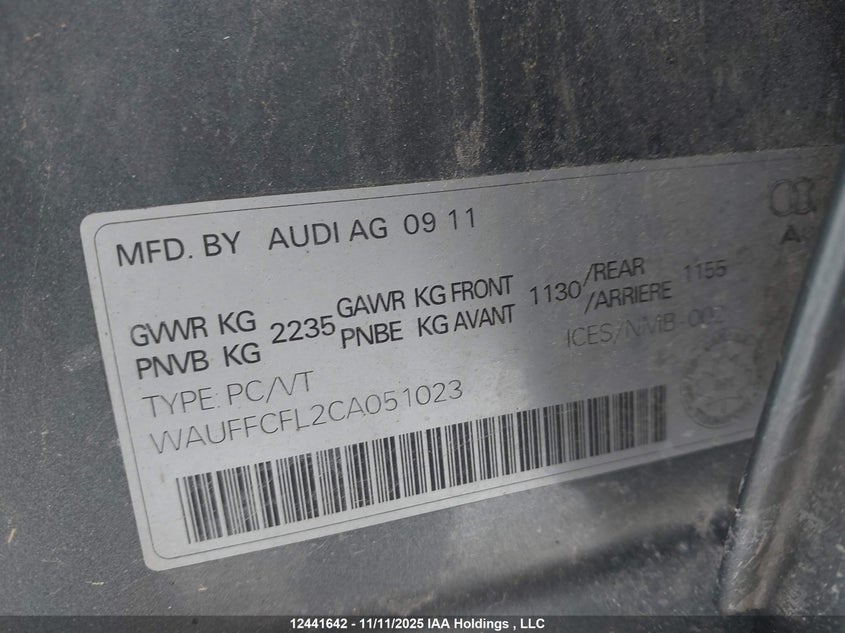 MFD. BY AUDI AG 09 11
GVWR KG 2235 GAWR KG FRONT 1130 /REAR 1155
PNVB KG PNBE KG AVANT /ARRIERE
ICES/NMB-002
TYPE: PC/VT
WAUFFCFL2CA051023
12441642 - 11/11/2025 IAA Holdings , LLC